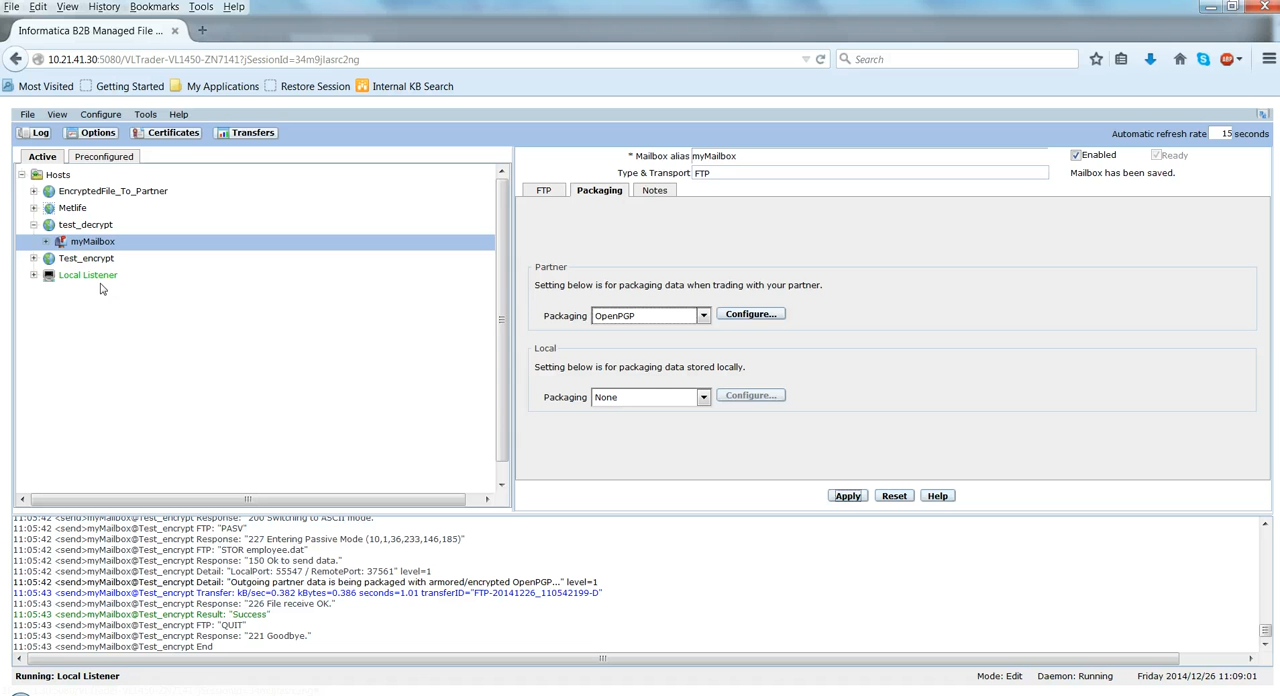 File Edit View History Bookmarks Tools Help
Informatica B2B Managed File ... × +
10.21.41.30:5080/VLTrader-VL1450-ZN7141?jSessionId=34m9jlasrc2ng Search
Most Visited Getting Started My Applications Restore Session Internal KB Search
File View Configure Tools Help
Log Options Certificates Transfers Automatic refresh rate 15 seconds
Active Preconfigured
* Mailbox alias myMailbox Enabled Ready
Type & Transport FTP Mailbox has been saved.
FTP Packaging Notes
Hosts
EncryptedFile_To_Partner
Metlife
test_decrypt
myMailbox
Test_encrypt
Local Listener
Partner
Setting below is for packaging data when trading with your partner.
Packaging OpenPGP Configure...
Local
Setting below is for packaging data stored locally.
Packaging None Configure...
Apply Reset Help
11:05:42 <send>myMailbox@Test_encrypt Response: "200 Switching to ASCII mode."
11:05:42 <send>myMailbox@Test_encrypt FTP: "PASV"
11:05:42 <send>myMailbox@Test_encrypt Response: "227 Entering Passive Mode (10,1,36,233,146,185)"
11:05:42 <send>myMailbox@Test_encrypt FTP: "STOR employee.dat"
11:05:42 <send>myMailbox@Test_encrypt Response: "150 Ok to send data."
11:05:42 <send>myMailbox@Test_encrypt Detail: "LocalPort: 55547 / RemotePort: 37561" level=1
11:05:42 <send>myMailbox@Test_encrypt Detail: "Outgoing partner data is being packaged with armored/encrypted OpenPGP..." level=1
11:05:43 <send>myMailbox@Test_encrypt Transfer: kB/sec=0.382 kBytes=0.386 seconds=1.01 transferID="FTP-20141226_110542199-D"
11:05:43 <send>myMailbox@Test_encrypt Response: "226 File receive OK."
11:05:43 <send>myMailbox@Test_encrypt Result: "Success"
11:05:43 <send>myMailbox@Test_encrypt FTP: "QUIT"
11:05:43 <send>myMailbox@Test_encrypt Response: "221 Goodbye."
11:05:43 <send>myMailbox@Test_encrypt End
Running: Local Listener Mode: Edit Daemon: Running Friday 2014/12/26 11:09:01